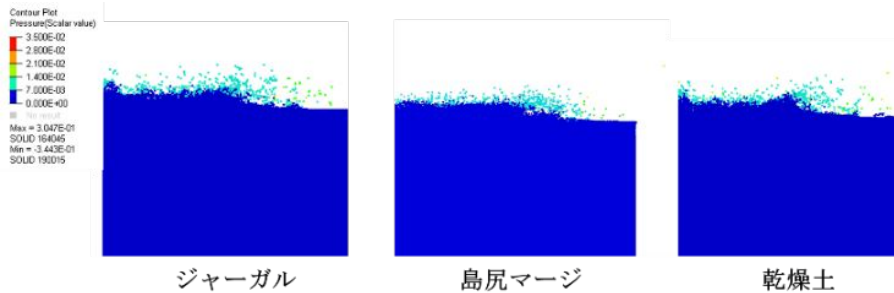 Contour Plot
Pressure(Scalar value)
3.500E-02
2.800E-02
2.100E-02
1.400E-02
7.000E-03
0.000E+00
No result
Max = 3.047E-01
SOLID 164045
Min = -3.443E-01
SOLID 190015
ジャーガル
島尻マージ
乾燥土